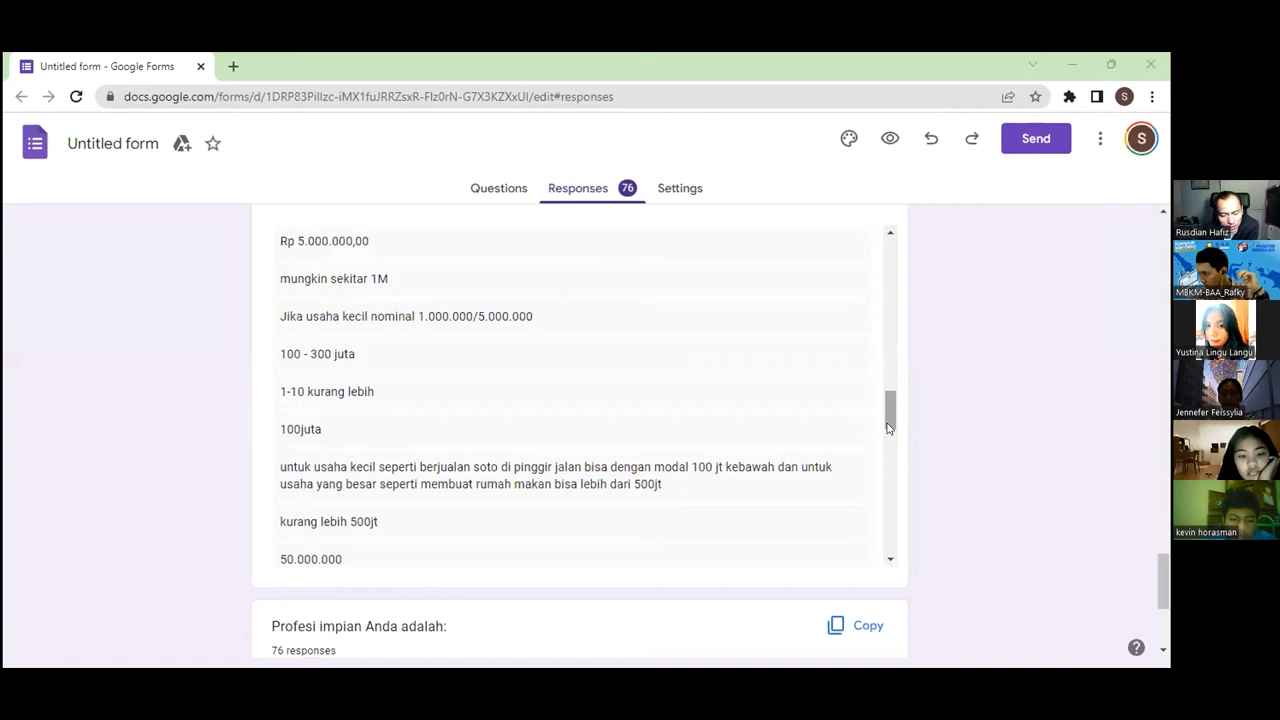 Untitled form - Google Forms
docs.google.com/forms/d/1DRP83PiIlzc-iMX1fuJRRZsxR-FIz0rN-G7X3KZXxUI/edit#responses
S
Untitled form
Send
S
Questions
Responses 76
Settings
Rp 5.000.000,00
mungkin sekitar 1M
Jika usaha kecil nominal 1.000.000/5.000.000
100 - 300 juta
1-10 kurang lebih
100juta
untuk usaha kecil seperti berjualan soto di pinggir jalan bisa dengan modal 100 jt kebawah dan untuk
usaha yang besar seperti membuat rumah makan bisa lebih dari 500jt
kurang lebih 500jt
50.000.000
Profesi impian Anda adalah:
Copy
76 responses
Rusdian Hafiz
MBKM-BAA_Rafky
Yustina Lingu Langu
Jennefer Feissylia
kevin horasman